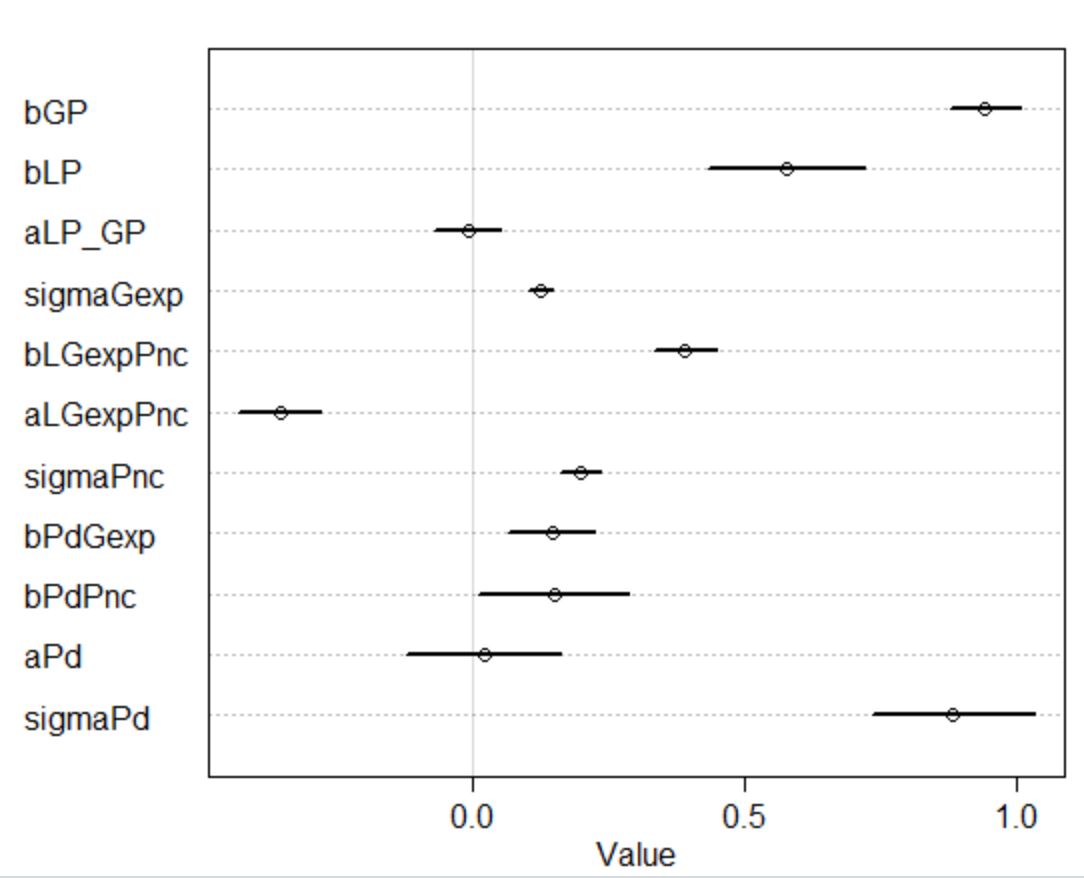 bGP
bLP
aLP_GP
sigmaGexp
bLGexpPnc
aLGexpPnc
sigmaPnc
bPdGexp
bPdPnc
aPd
sigmaPd
0.0 0.5 1.0
Value